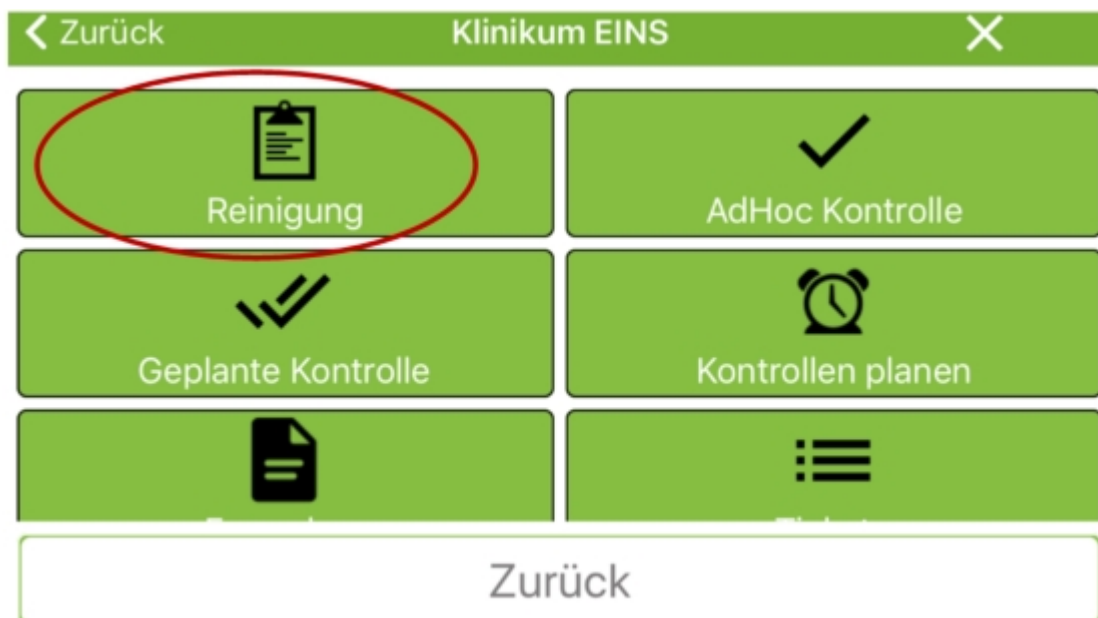 Zurück
Klinikum EINS
Reinigung
AdHoc Kontrolle
Geplante Kontrolle
Kontrollen planen
Zurück